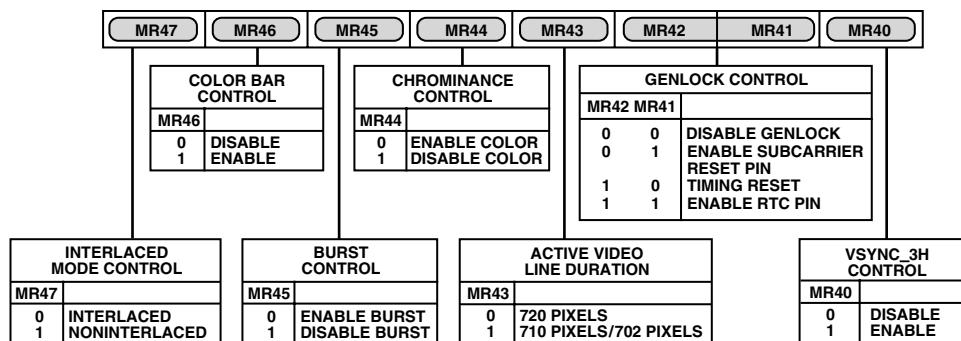 MR47 MR46 MR45 MR44 MR43 MR42 MR41 MR40
COLOR BAR
CONTROL
MR46
0 DISABLE
1 ENABLE
CHROMINANCE
CONTROL
MR44
0 ENABLE COLOR
1 DISABLE COLOR
GENLOCK CONTROL
MR42 MR41
0 0 DISABLE GENLOCK
0 1 ENABLE SUBCARRIER
RESET PIN
1 0 TIMING RESET
1 1 ENABLE RTC PIN
INTERLACED
MODE CONTROL
MR47
0 INTERLACED
1 NONINTERLACED
BURST
CONTROL
MR45
0 ENABLE BURST
1 DISABLE BURST
ACTIVE VIDEO
LINE DURATION
MR43
0 720 PIXELS
1 710 PIXELS/702 PIXELS
VSYNC_3H
CONTROL
MR40
0 DISABLE
1 ENABLE